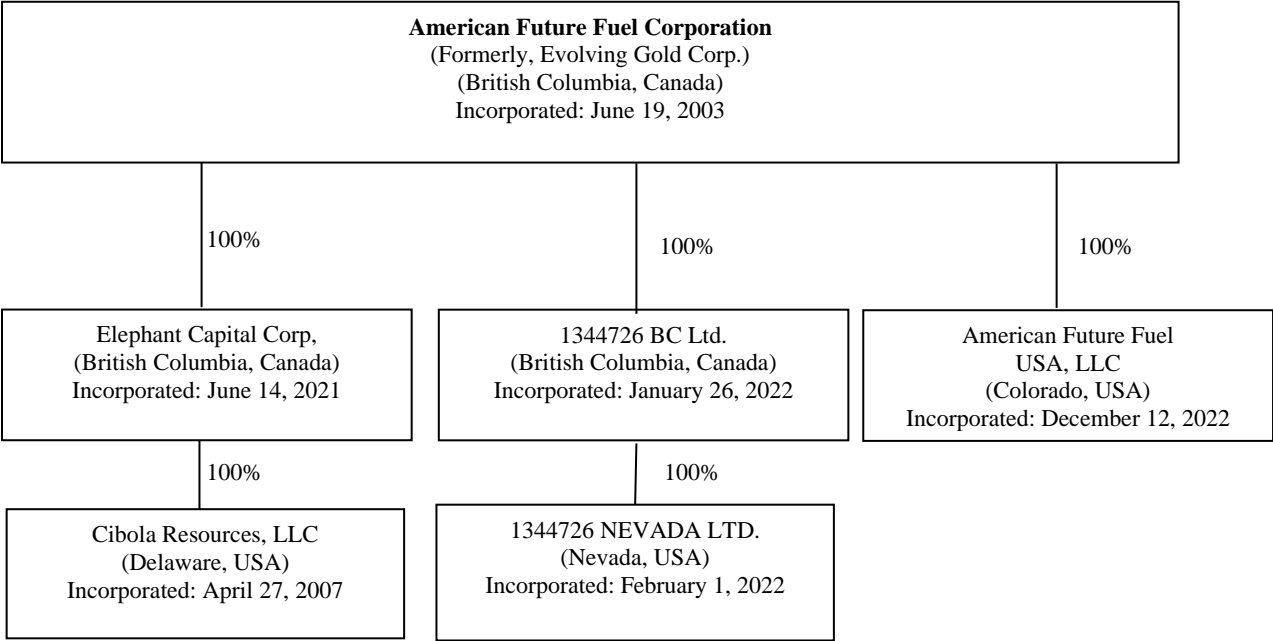 American Future Fuel Corporation
(Formerly, Evolving Gold Corp.)
(British Columbia, Canada)
Incorporated: June 19, 2003
100%
100%
100%
Elephant Capital Corp,
(British Columbia, Canada)
Incorporated: June 14, 2021
1344726 BC Ltd.
(British Columbia, Canada)
Incorporated: January 26, 2022
American Future Fuel
USA, LLC
(Colorado, USA)
Incorporated: December 12, 2022
100%
100%
Cibola Resources, LLC
(Delaware, USA)
Incorporated: April 27, 2007
1344726 NEVADA LTD.
(Nevada, USA)
Incorporated: February 1, 2022